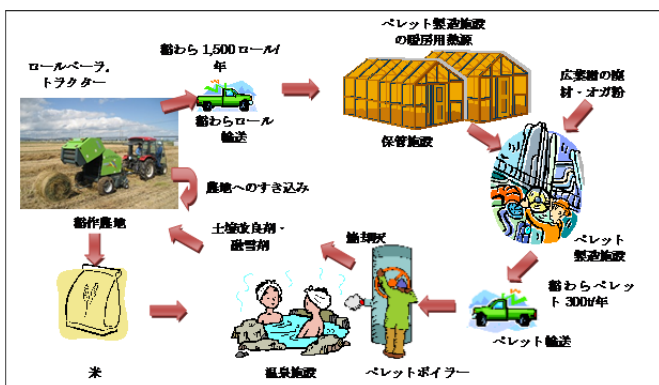 ロールベーラ,
トラクター
稲わら 1,500 ロール/
年
稲わらロール
輸送
ペレット製造施設
の暖房用熱源
保管施設
広葉樹の廃
材・オガ粉
農地へのすき込み
稲作農地
土壌改良剤・
融雪剤
焼却灰
ペレット
製造施設
稲わらペレ
ット 300t/年
ペレット輸送
米
温泉施設
ペレットボイラー